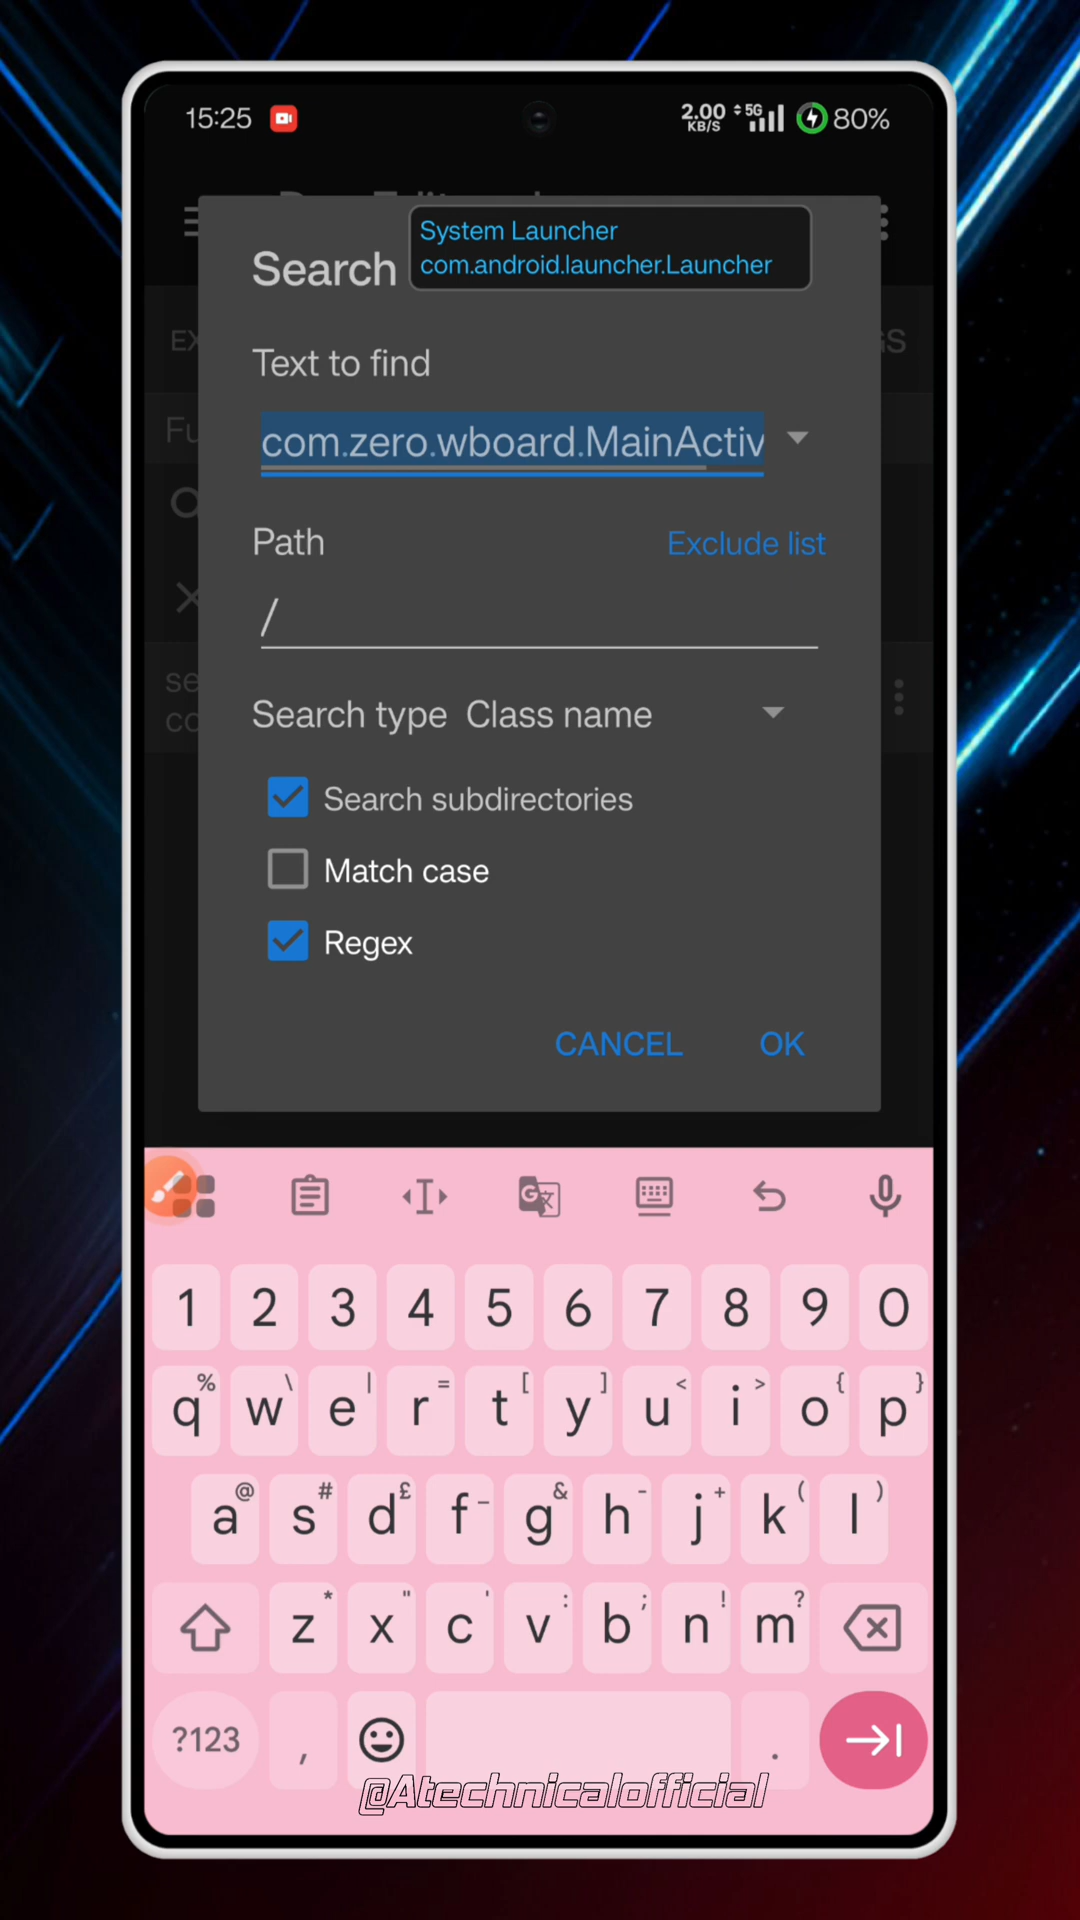 15:25
2.00 KB/S 5G 80%
System Launcher
com.android.launcher.Launcher
Search
Text to find
com.zero.wboard.MainActiv
Path Exclude list
/
Search type Class name
Search subdirectories
Match case
Regex
CANCEL OK
1 2 3 4 5 6 7 8 9 0
% \ | = [ ] < > { }
q w e r t y u i o p
@ # £ _ & - + ( )
a s d f g h j k l
* " ' : ; ! ?
z x c v b n m
?123 , .
@Atechnicalofficial